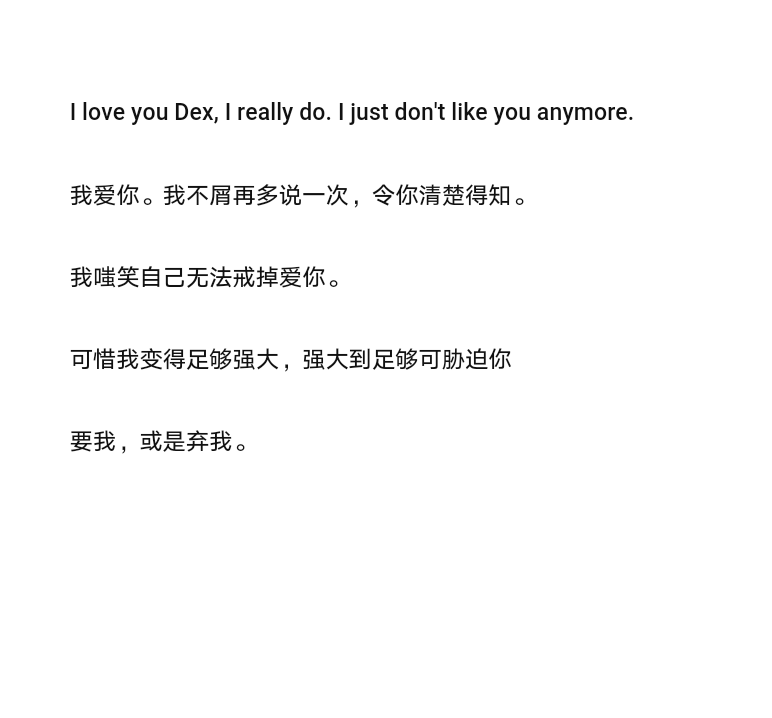 I love you Dex, I really do. I just don't like you anymore.
我爱你。我不屑再多说一次，令你清楚得知。
我嗤笑自己无法戒掉爱你。
可惜我变得足够强大，强大到足够可胁迫你
要我，或是弃我。